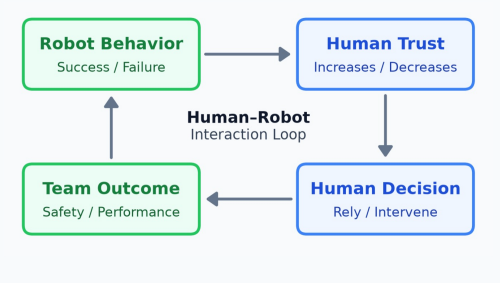 Robot Behavior
Success / Failure
Human Trust
Increases / Decreases
Human–Robot
Interaction Loop
Team Outcome
Safety / Performance
Human Decision
Rely / Intervene